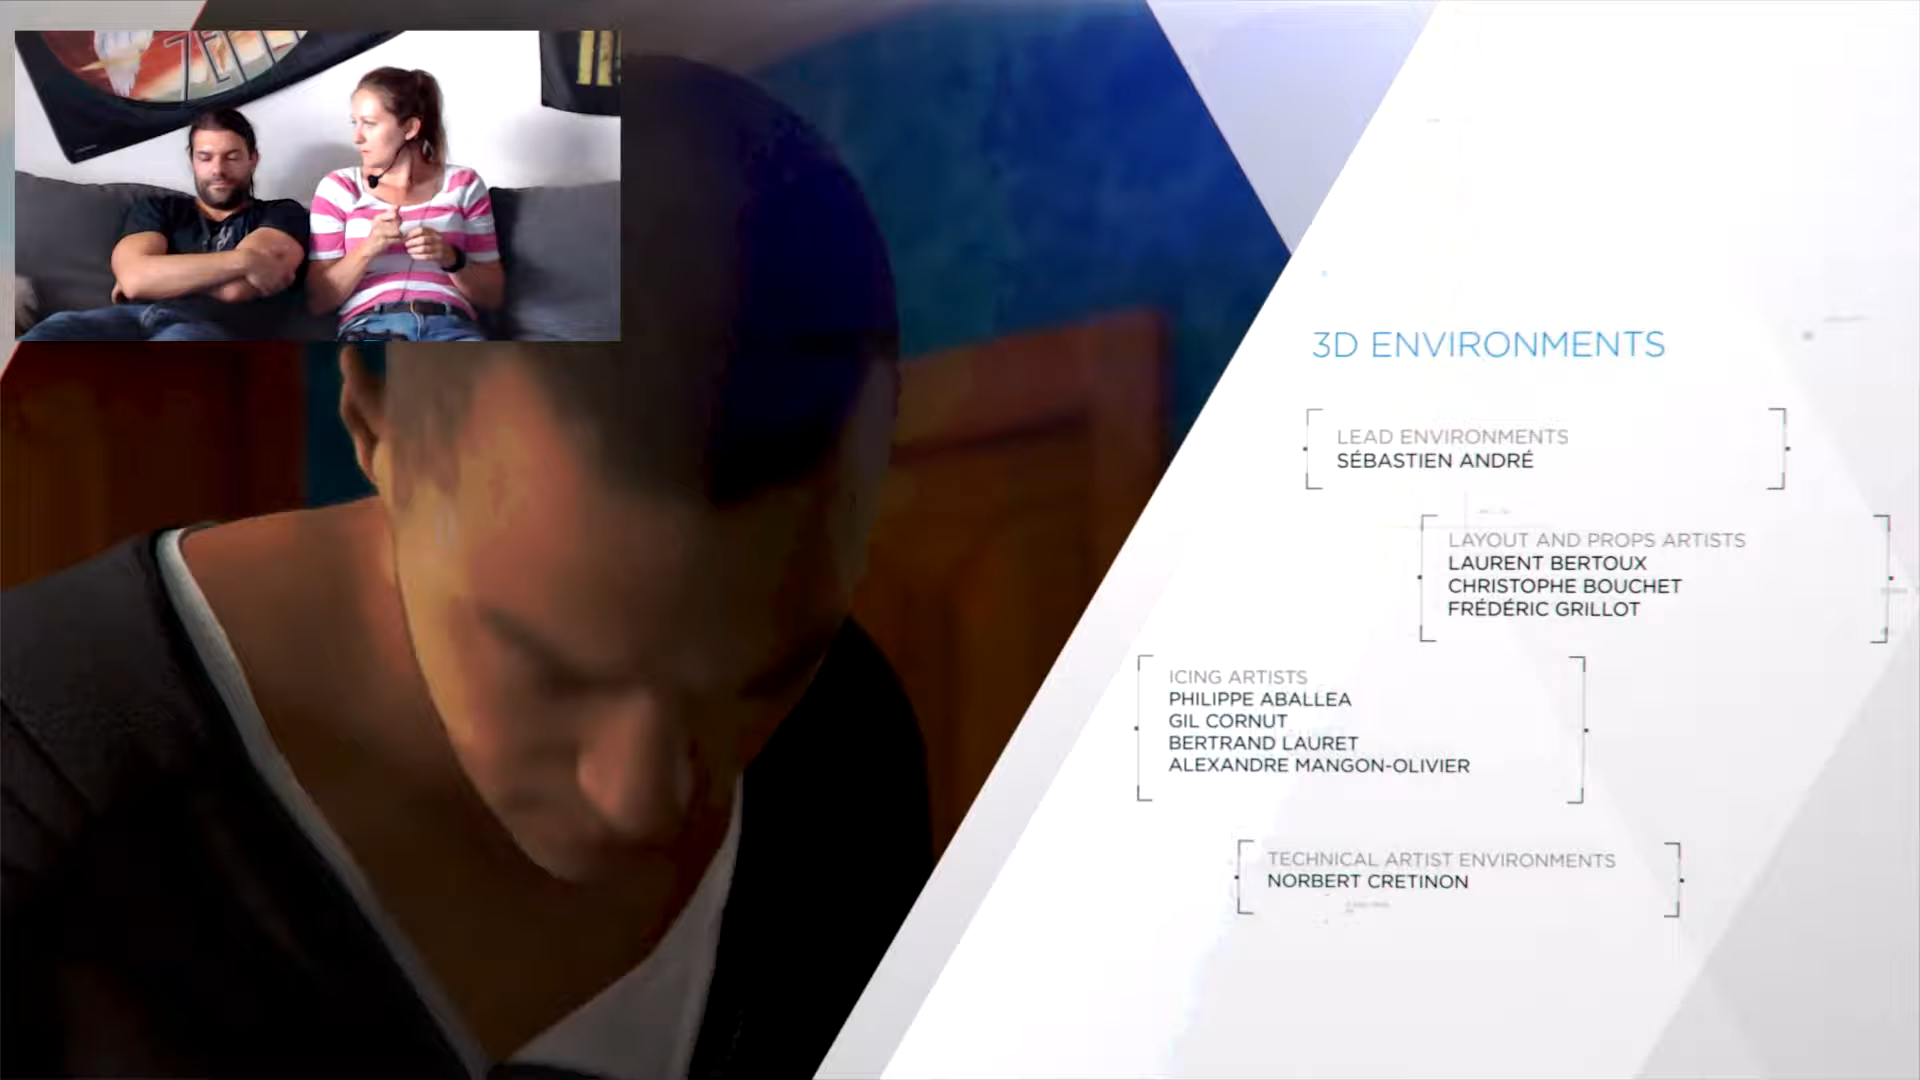 3D ENVIRONMENTS
LEAD ENVIRONMENTS
SÉBASTIEN ANDRÉ
LAYOUT AND PROPS ARTISTS
LAURENT BERTOUX
CHRISTOPHE BOUCHET
FRÉDÉRIC GRILLOT
ICING ARTISTS
PHILIPPE ABALLEA
GIL CORNUT
BERTRAND LAURET
ALEXANDRE MANGON-OLIVIER
TECHNICAL ARTIST ENVIRONMENTS
NORBERT CRETINON